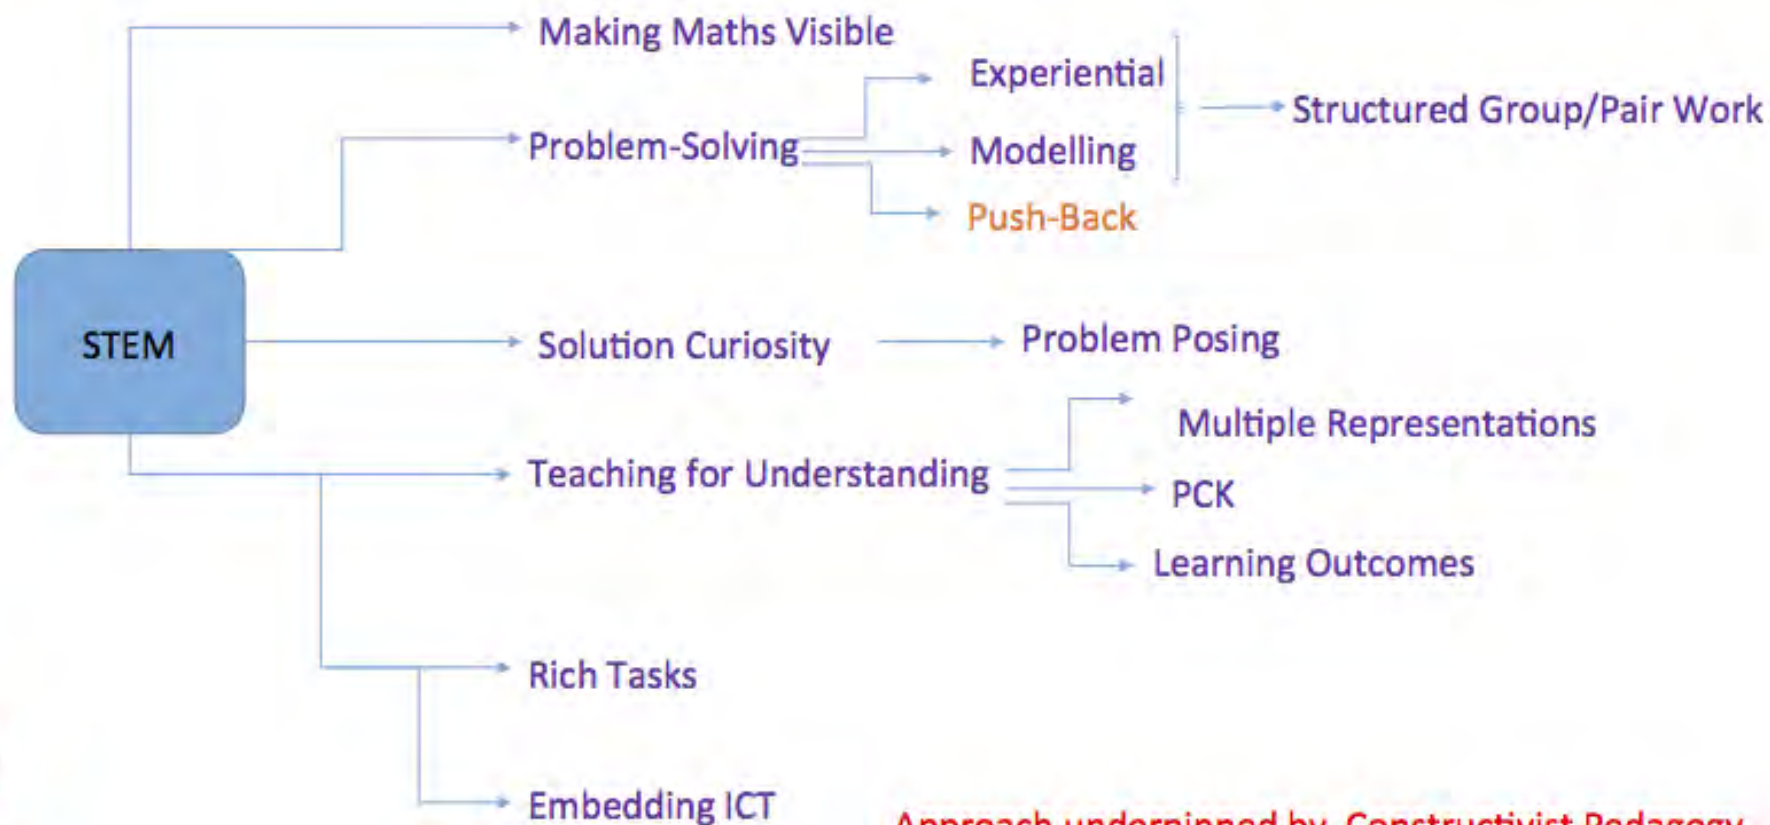 Making Maths Visible
Experiential
Structured Group/Pair Work
Problem-Solving
Modelling
Push-Back
STEM
Solution Curiosity
Problem Posing
Multiple Representations
Teaching for Understanding
PCK
Learning Outcomes
Rich Tasks
Embedding ICT
Approach underpinned by Constructivist Pedagogy